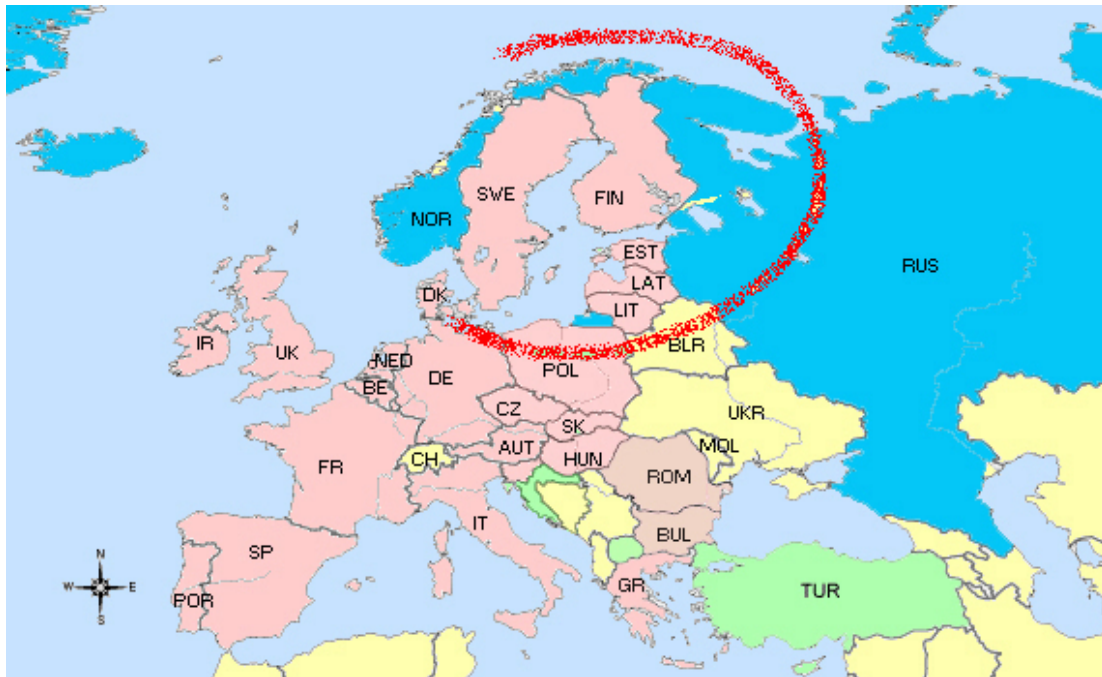 SWE
FIN
NOR
EST
RUS
LAT
DK
LIT
IR
UK
NED
BLR
BE
DE
POL
CZ
UKR
SK
AUT
MOL
CH
HUN
FR
ROM
IT
BUL
SP
N
W
E
S
POR
GR
TUR